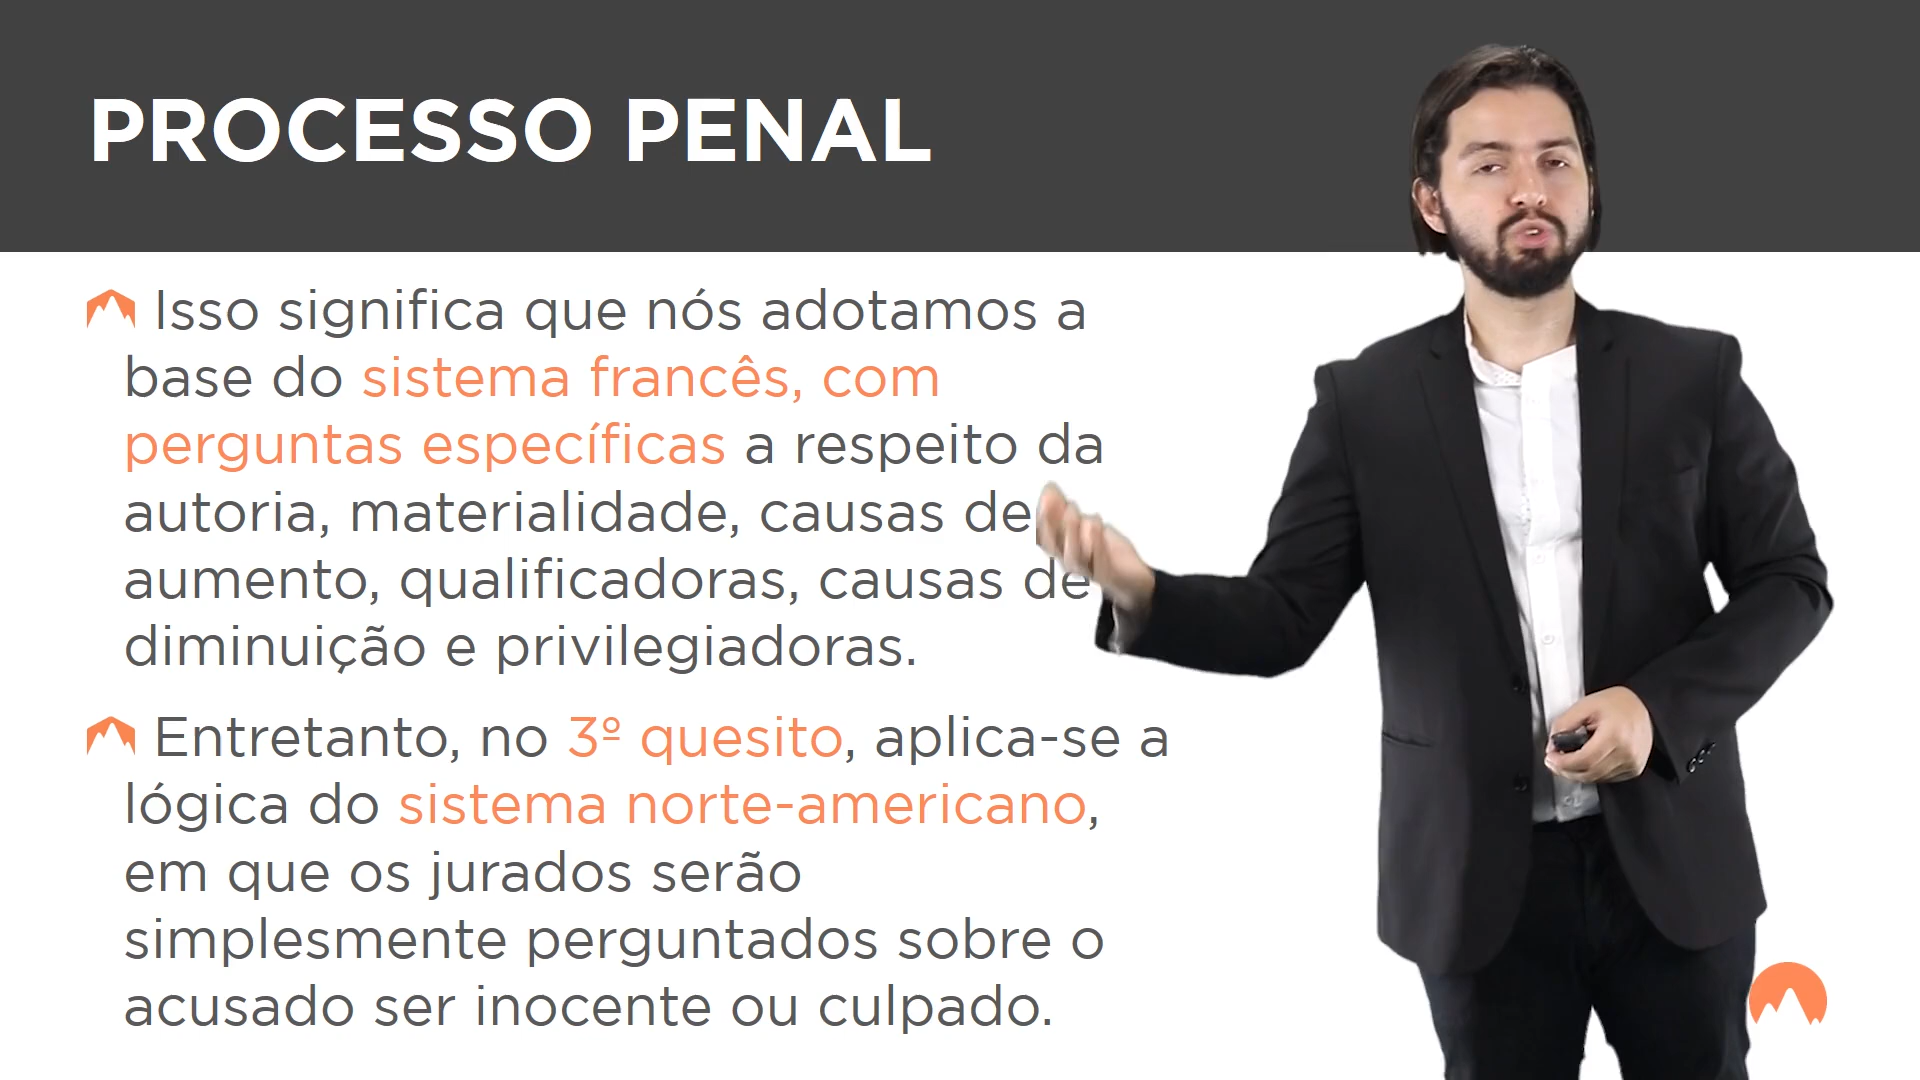 PROCESSO PENAL
Isso significa que nós adotamos a
base do sistema francês, com
perguntas específicas a respeito da
autoria, materialidade, causas de
aumento, qualificadoras, causas de
diminuição e privilegiadoras.
Entretanto, no 3º quesito, aplica-se a
lógica do sistema norte-americano,
em que os jurados serão
simplesmente perguntados sobre o
acusado ser inocente ou culpado.